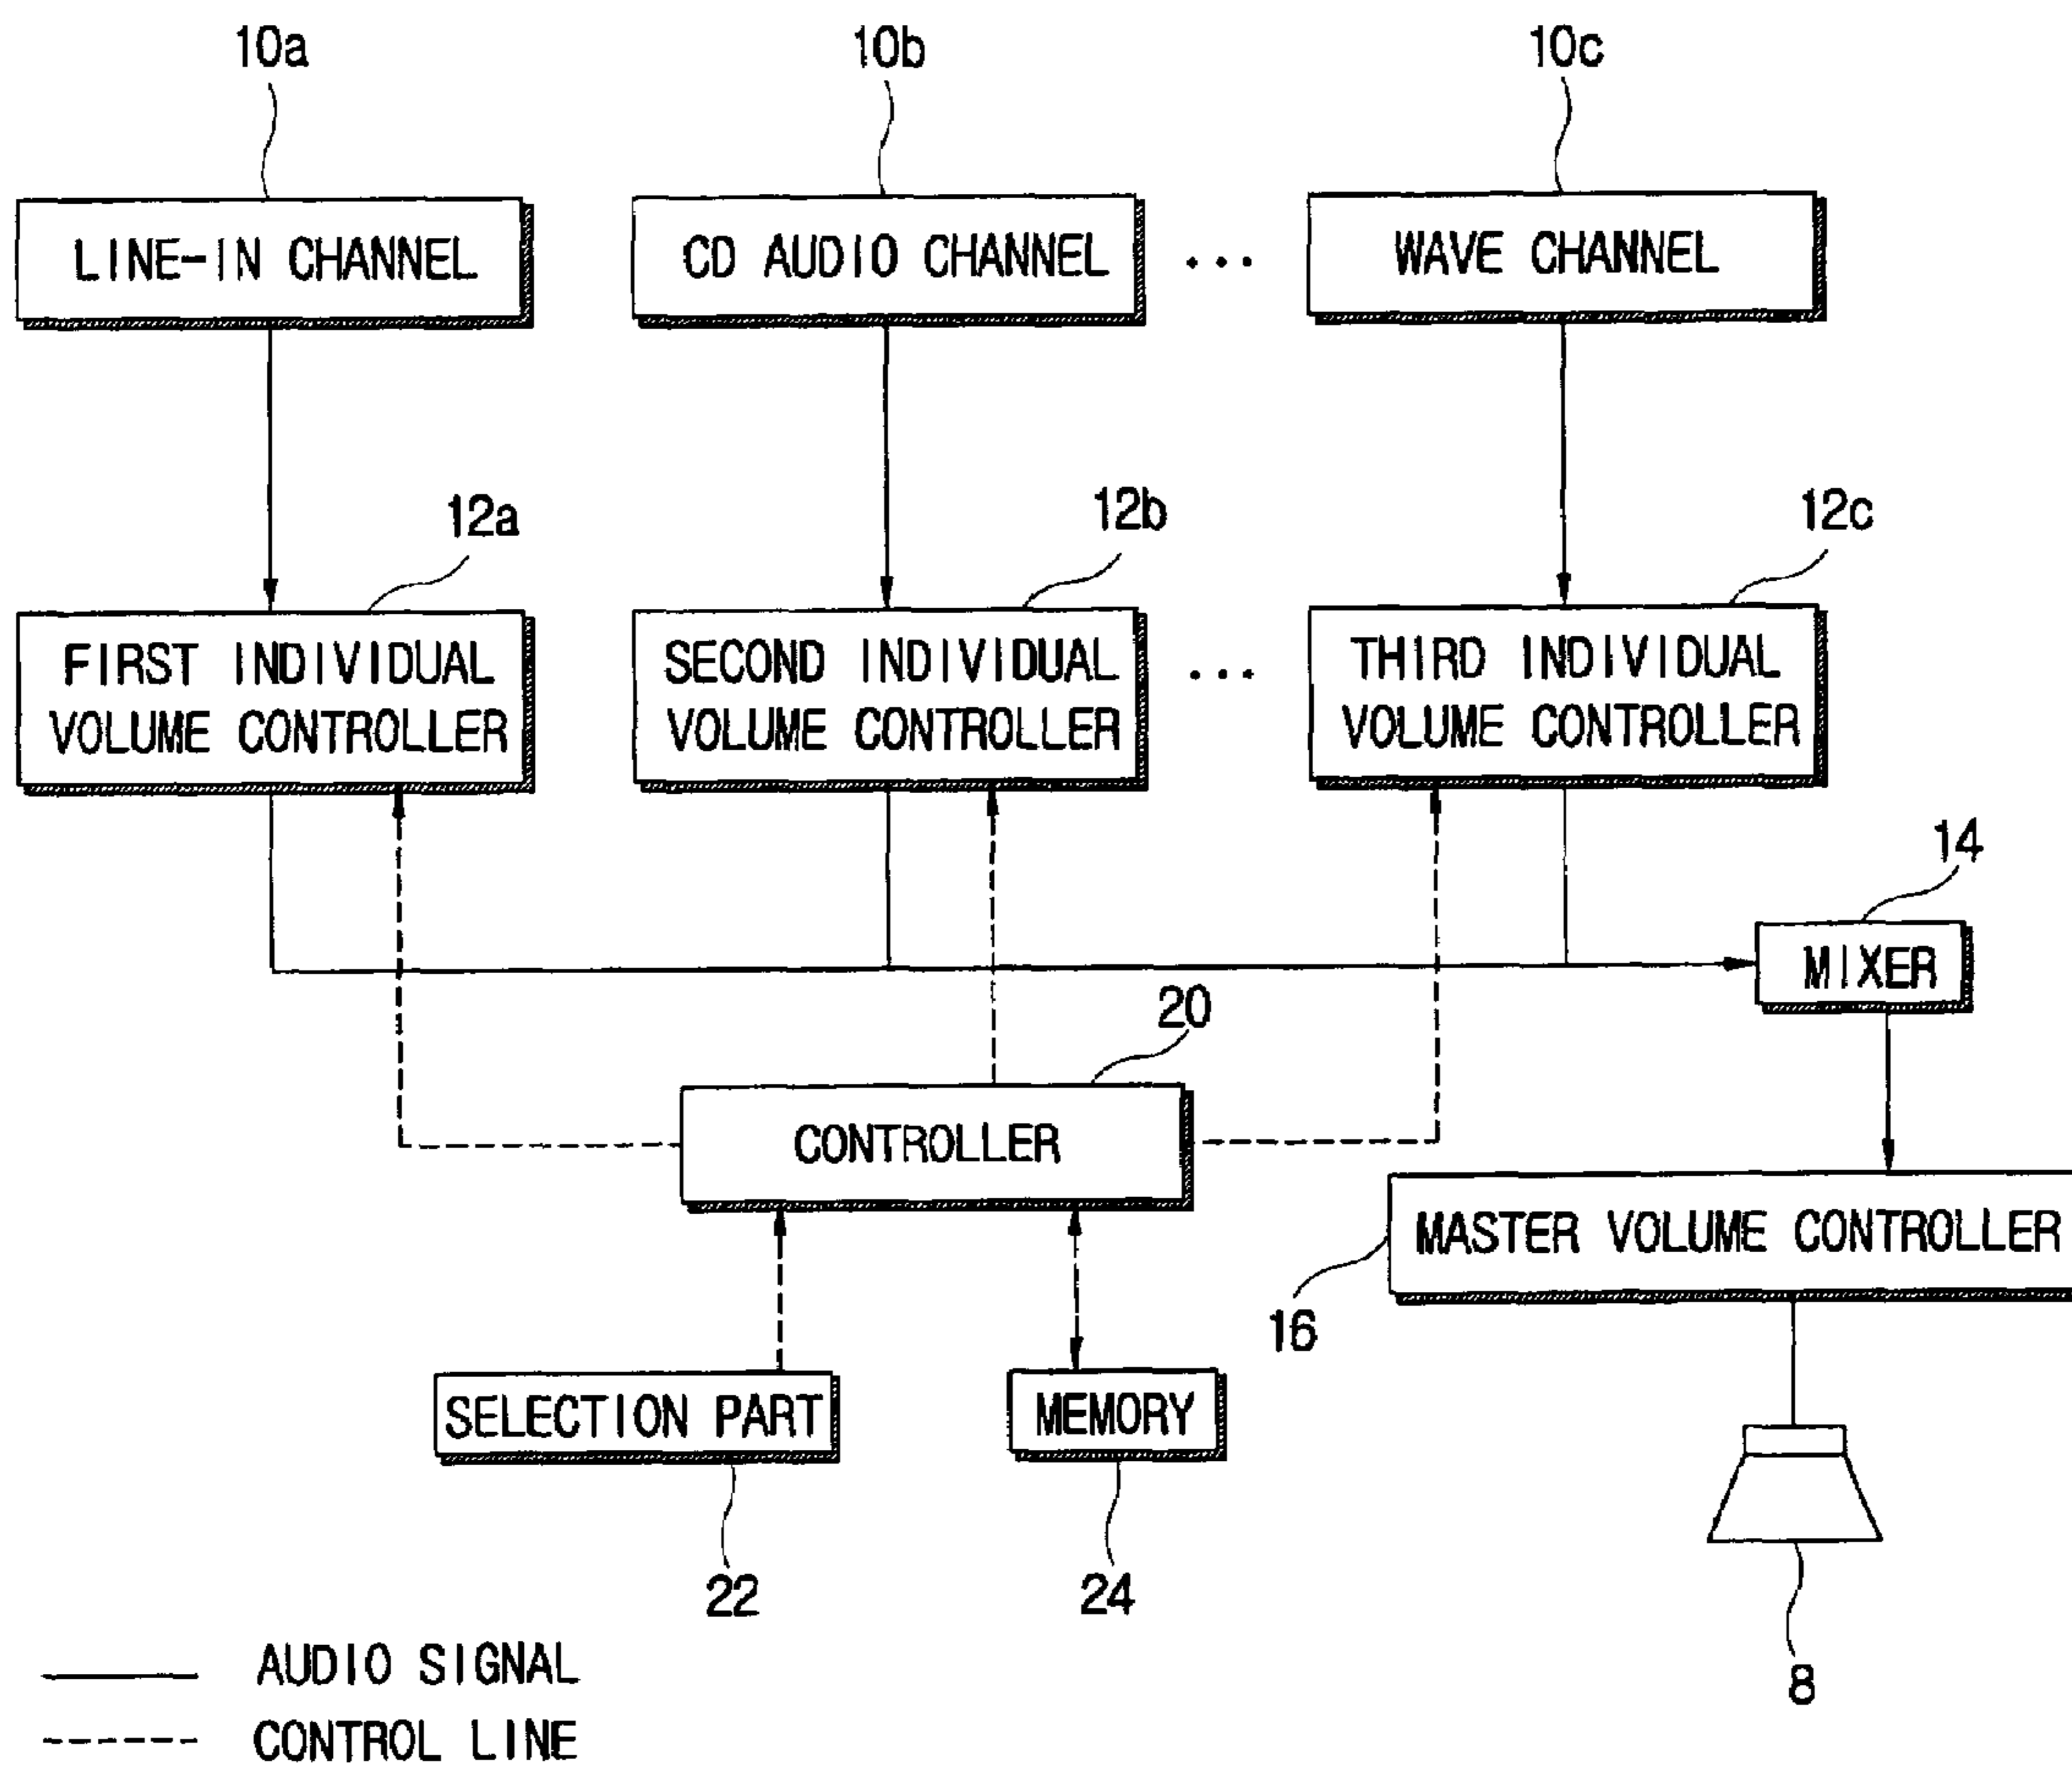 10a
10b
10c
LINE-IN CHANNEL
CD AUDIO CHANNEL
...
WAVE CHANNEL
12a
12b
12c
FIRST INDIVIDUAL
VOLUME CONTROLLER
SECOND INDIVIDUAL
VOLUME CONTROLLER
...
THIRD INDIVIDUAL
VOLUME CONTROLLER
14
MIXER
20
CONTROLLER
MASTER VOLUME CONTROLLER
16
SELECTION PART
MEMORY
22
24
8
AUDIO SIGNAL
CONTROL LINE